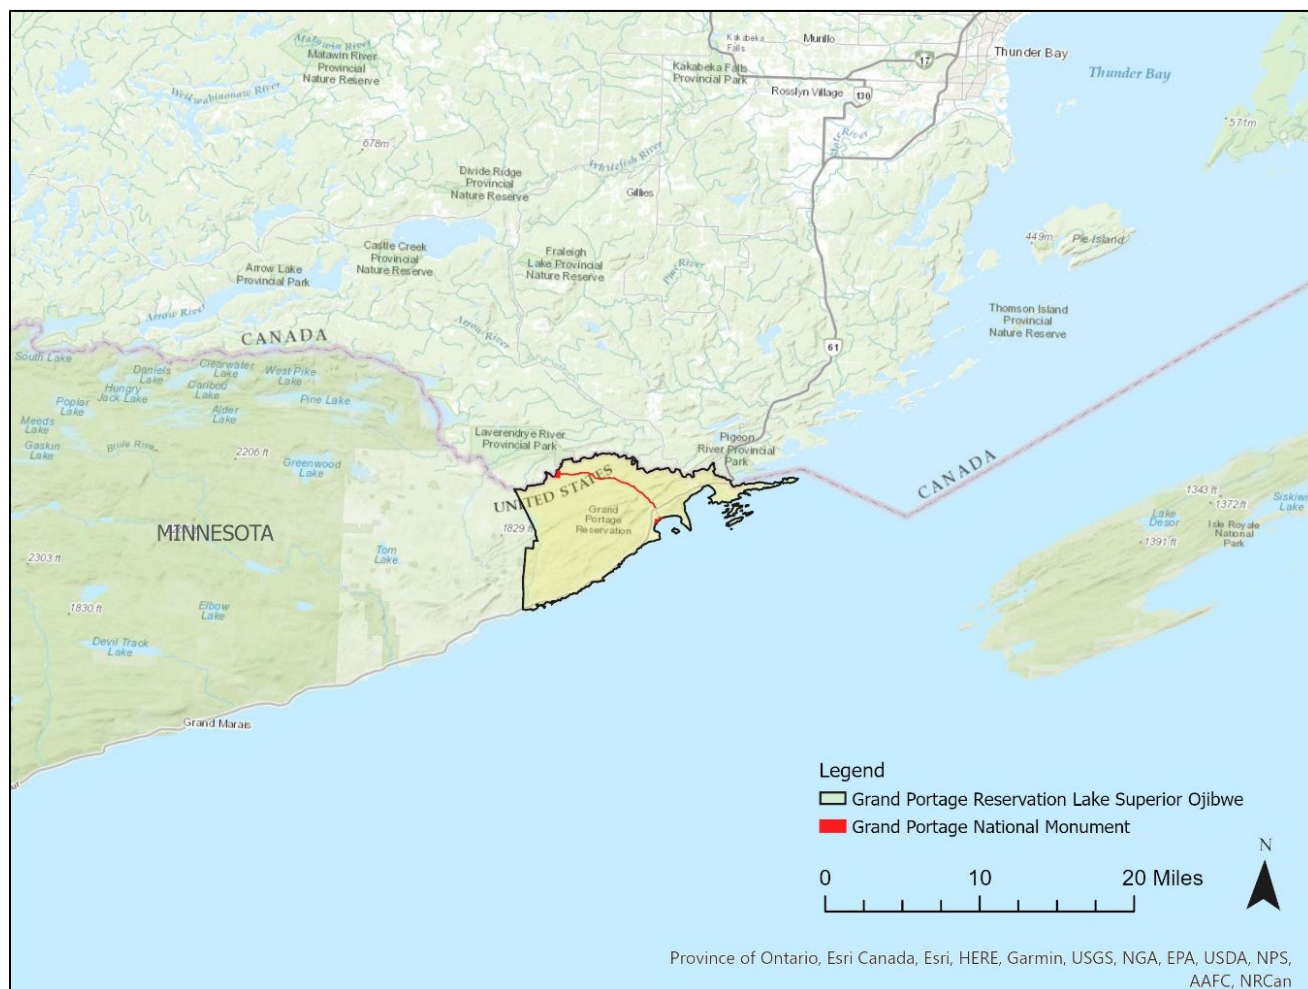 Matawin River
Matawin River
Provincial
Nature Reserve
Weikwabinonaw River
678m
Kakabeka
Falls
Murillo
Kakabeka Falls
Provincial Park
17
Rosslyn Village
130
Thunder Bay
Thunder Bay
571m
Divide Ridge
Provincial
Nature Reserve
Whitefish River
Gillies
Castle Creek
Provincial
Nature Reserve
Fraleigh
Lake Provincial
Nature Reserve
Pine River
449m
Pie Island
Arrow Lake
Provincial Park
Arrow River
Arrow River
Thomson Island
Provincial
Nature Reserve
CANADA
61
South Lake
Daniels
Lake
Clearwater
Lake
West Pike
Lake
Hungry
Jack Lake
Caribou
Lake
Pine Lake
Poplar
Lake
Alder
Lake
Meeds
Lake
Gaskin
Lake
Brule River
2206 ft
Greenwood
Lake
Laverendrye River
Provincial Park
Pigeon
River Provincial
Park
CANADA
UNITED STATES
Grand
Portage
Reservation
1829 ft
MINNESOTA
2303 ft
Tom
Lake
1343 ft
1372 ft
Siskiwit
Lake
Lake
Desor
1391 ft
Isle Royale
National
Park
1830 ft
Elbow
Lake
Devil Track
Lake
Grand Marais
Legend
Grand Portage Reservation Lake Superior Ojibwe
Grand Portage National Monument
N
0 10 20 Miles
Province of Ontario, Esri Canada, Esri, HERE, Garmin, USGS, NGA, EPA, USDA, NPS,
AAFC, NRCan